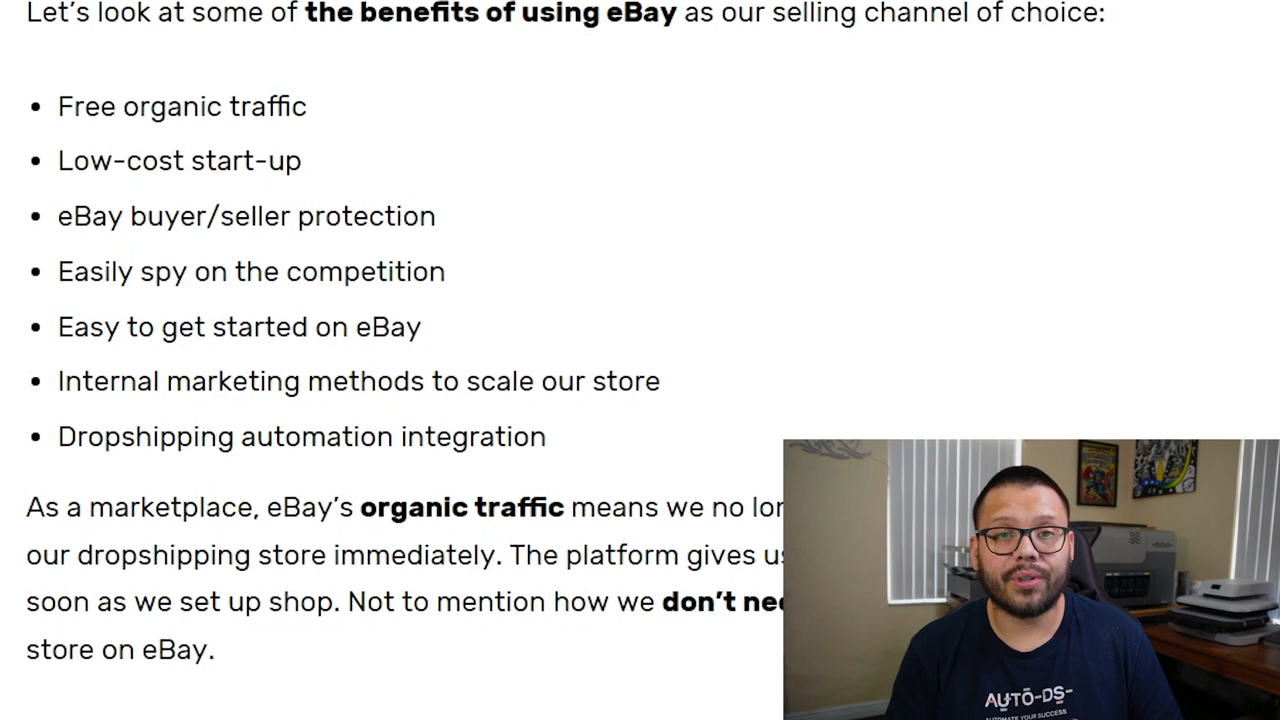 Let's look at some of the benefits of using eBay as our selling channel of choice:
• Free organic traffic
• Low-cost start-up
• eBay buyer/seller protection
• Easily spy on the competition
• Easy to get started on eBay
• Internal marketing methods to scale our store
• Dropshipping automation integration
As a marketplace, eBay's organic traffic means we no
our dropshipping store immediately. The platform gives
soon as we set up shop. Not to mention how we don't
store on eBay.
AUTO-DS-
AUTOMATE YOUR SUCCESS